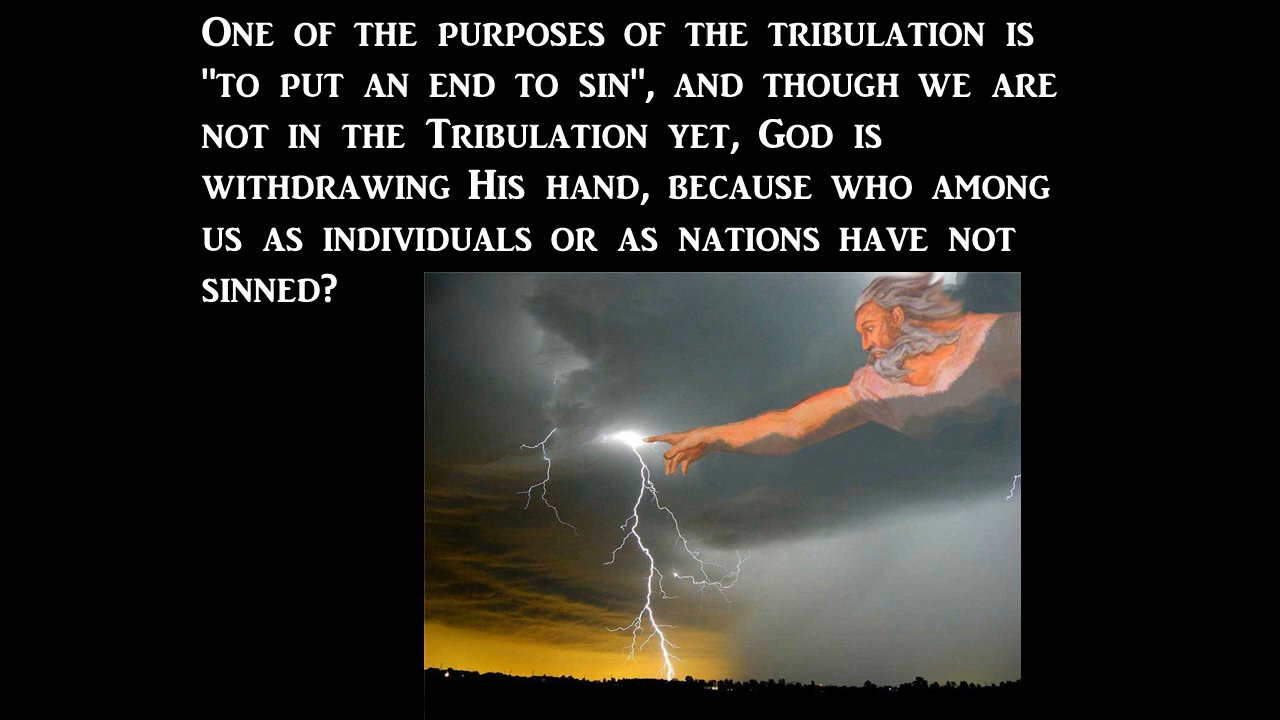 One of the purposes of the tribulation is
"to put an end to sin", and though we are
not in the Tribulation yet, God is
withdrawing His hand, because who among
us as individuals or as nations have not
sinned?